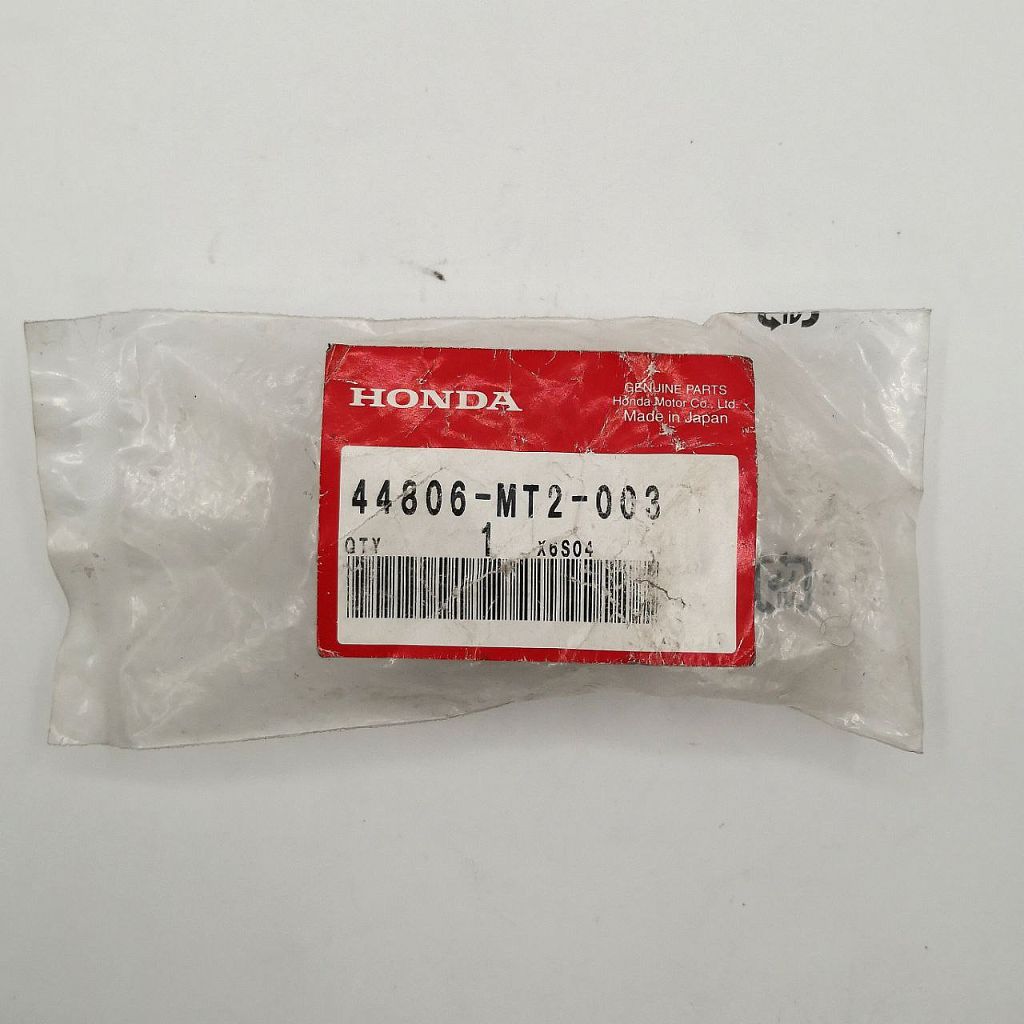 HONDA
GENUINE PARTS
Honda Motor Co., Ltd.
Made in Japan
44806-MT2-003
QTY 1 X6S04